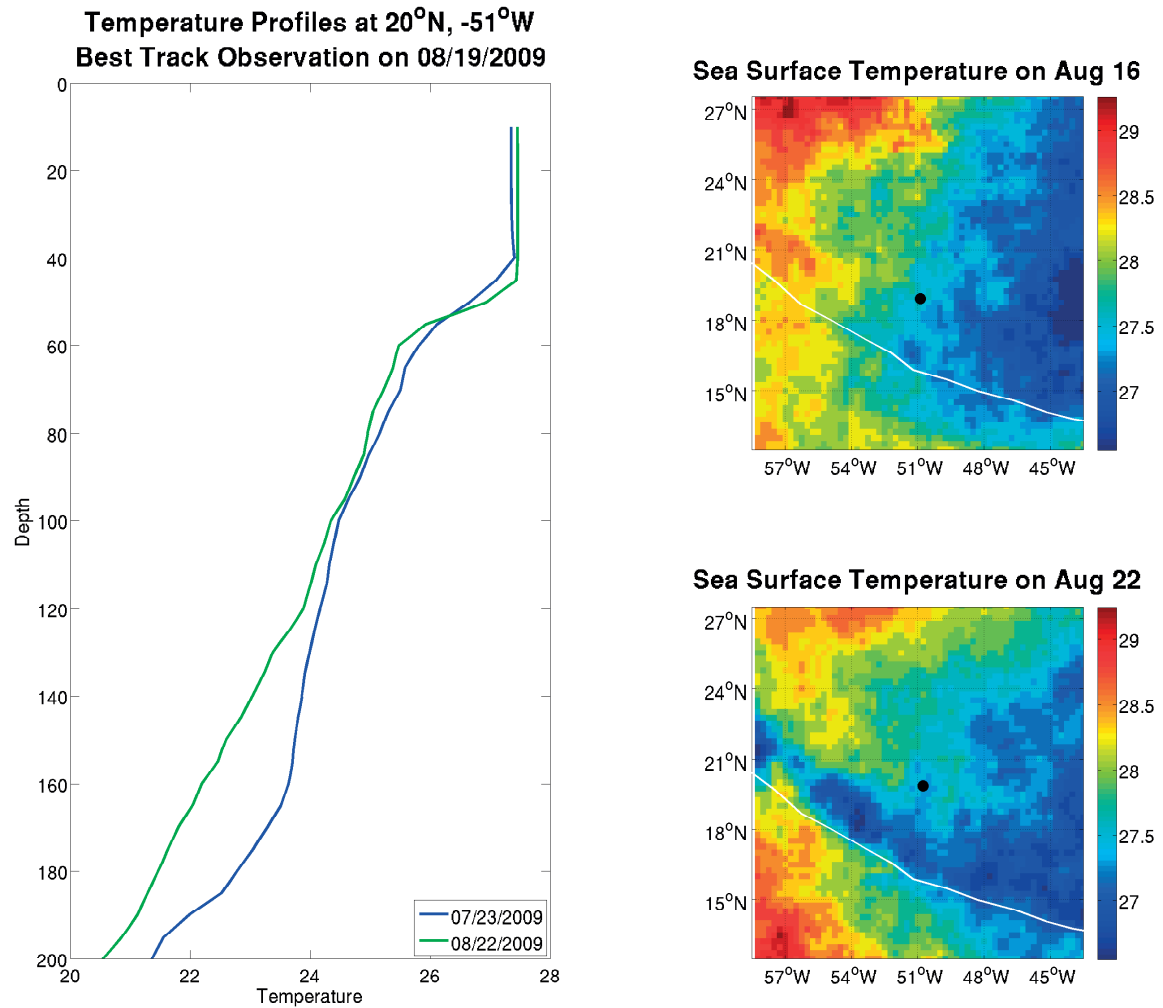 Temperature Profiles at 20°N, -51°W
Best Track Observation on 08/19/2009
0
20
40
60
80
100
120
140
160
180
200
Depth
20
22
24
26
28
Temperature
07/23/2009
08/22/2009
Sea Surface Temperature on Aug 16
27°N
24°N
21°N
18°N
15°N
57°W
54°W
51°W
48°W
45°W
29
28.5
28
27.5
27
Sea Surface Temperature on Aug 22
27°N
24°N
21°N
18°N
15°N
57°W
54°W
51°W
48°W
45°W
29
28.5
28
27.5
27